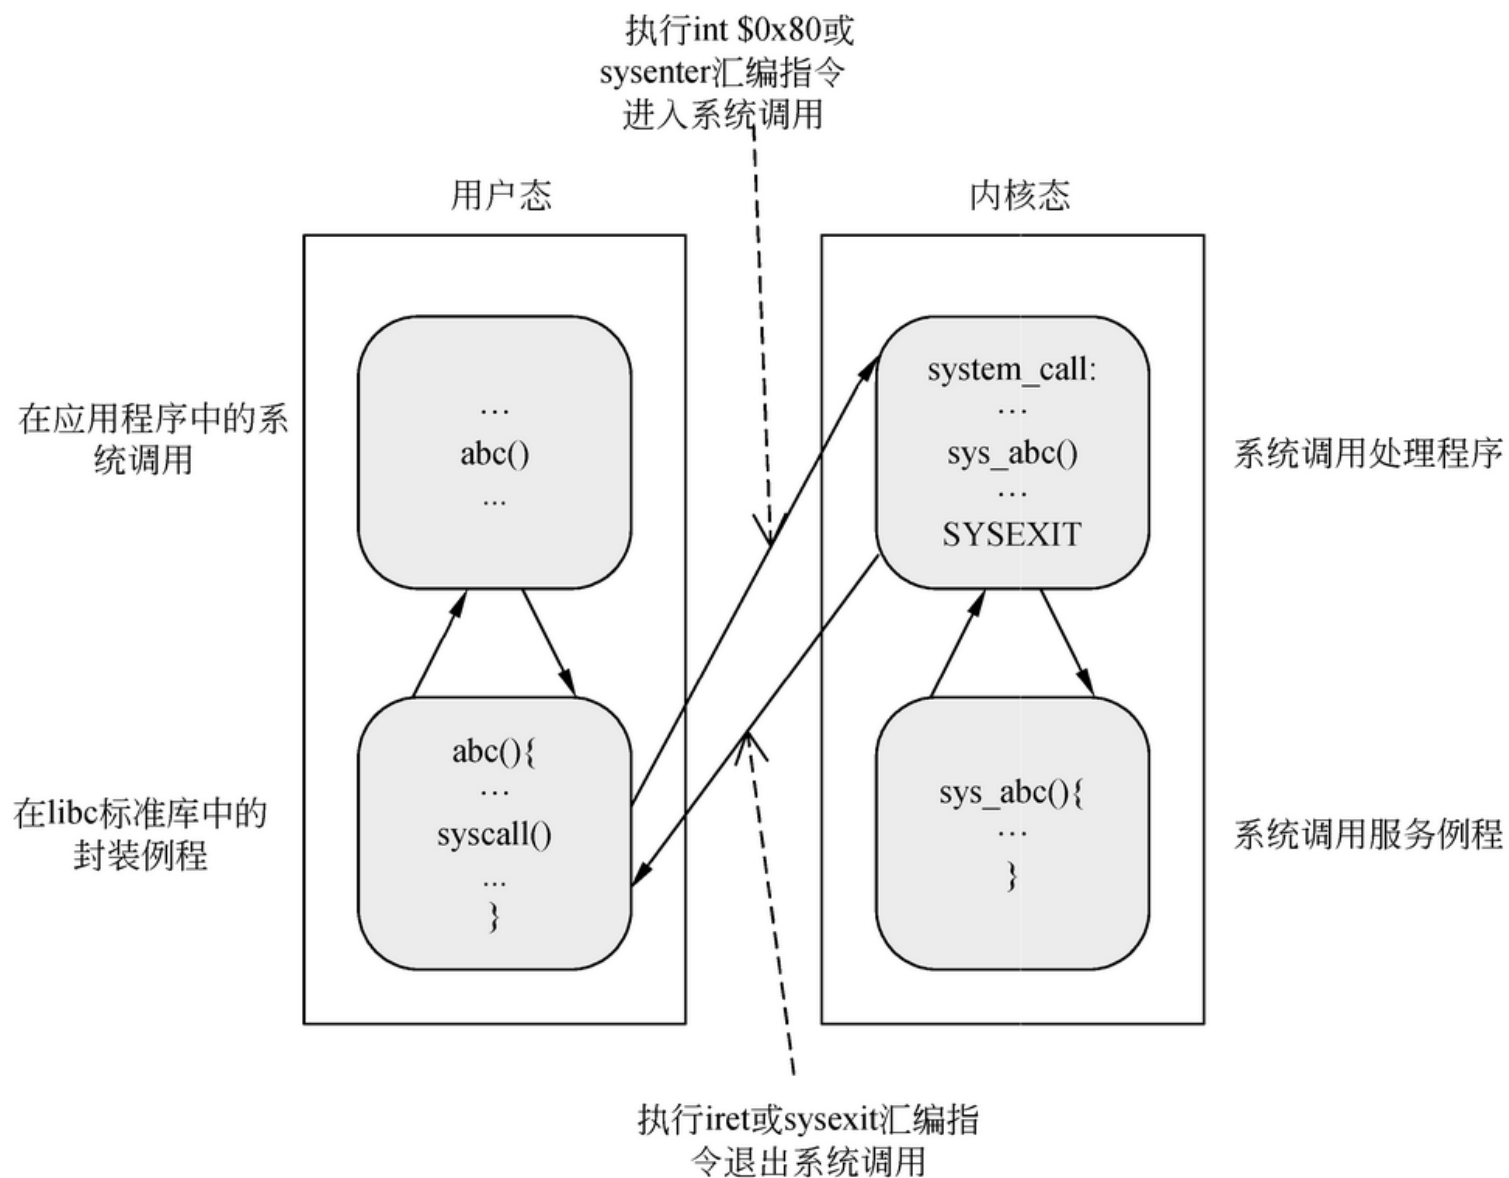 执行int $0x80或
sysenter汇编指令
进入系统调用
用户态
内核态
在应用程序中的系
统调用
...
abc()
...
system_call:
...
sys_abc()
...
SYSEXIT
系统调用处理程序
在libc标准库中的
封装例程
abc(){
...
syscall()
...
}
sys_abc(){
...
}
系统调用服务例程
执行iret或sysexit汇编指
令退出系统调用